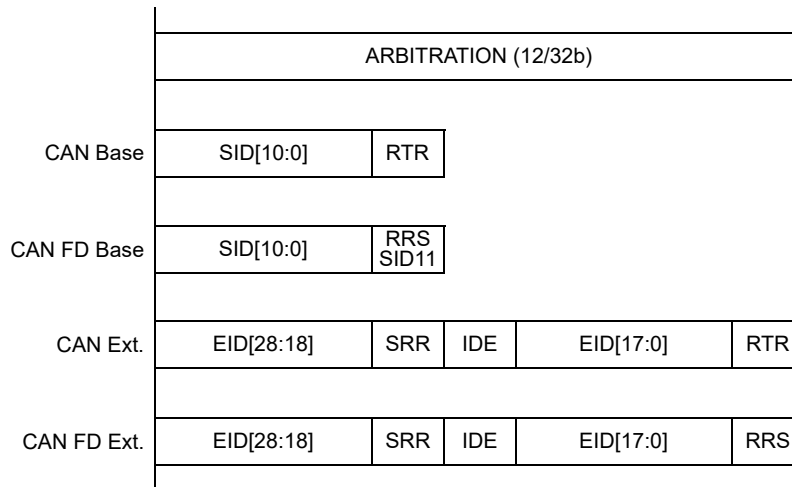 ARBITRATION (12/32b)
CAN Base SID[10:0] RTR
CAN FD Base SID[10:0] RRS
SID11
CAN Ext. EID[28:18] SRR IDE EID[17:0] RTR
CAN FD Ext. EID[28:18] SRR IDE EID[17:0] RRS